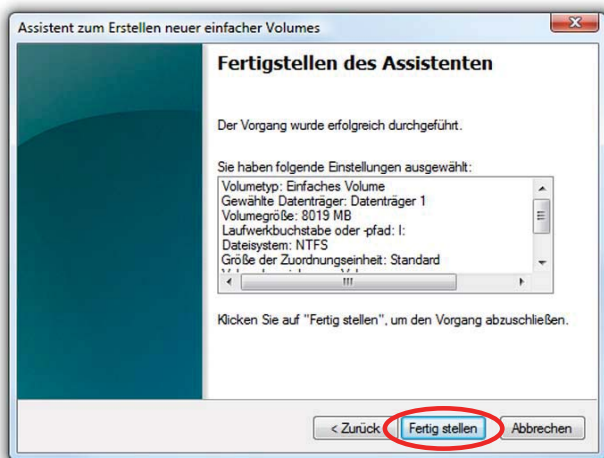 Assistent zum Erstellen neuer einfacher Volumes
Fertigstellen des Assistenten
Der Vorgang wurde erfolgreich durchgeführt.
Sie haben folgende Einstellungen ausgewählt:
Volumetyp: Einfaches Volume
Gewählte Datenträger: Datenträger 1
Volumegröße: 8019 MB
Laufwerkbuchstabe oder -pfad: I:
Dateisystem: NTFS
Größe der Zuordnungseinheit: Standard
Klicken Sie auf "Fertig stellen", um den Vorgang abzuschließen.
< Zurück Fertig stellen Abbrechen